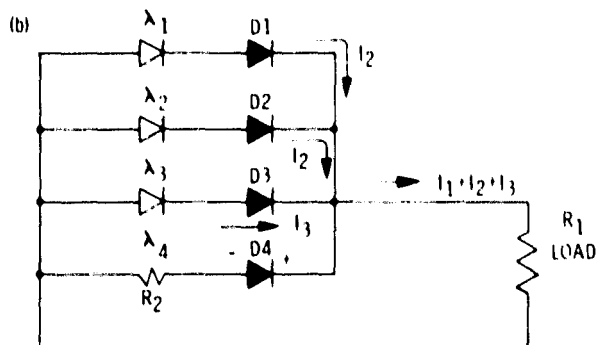 (b)
λ1 D1
I2
λ2 D2
I2
λ3 D3
I1+I2+I3
I3
λ4 - D4 +
R2
R1
LOAD